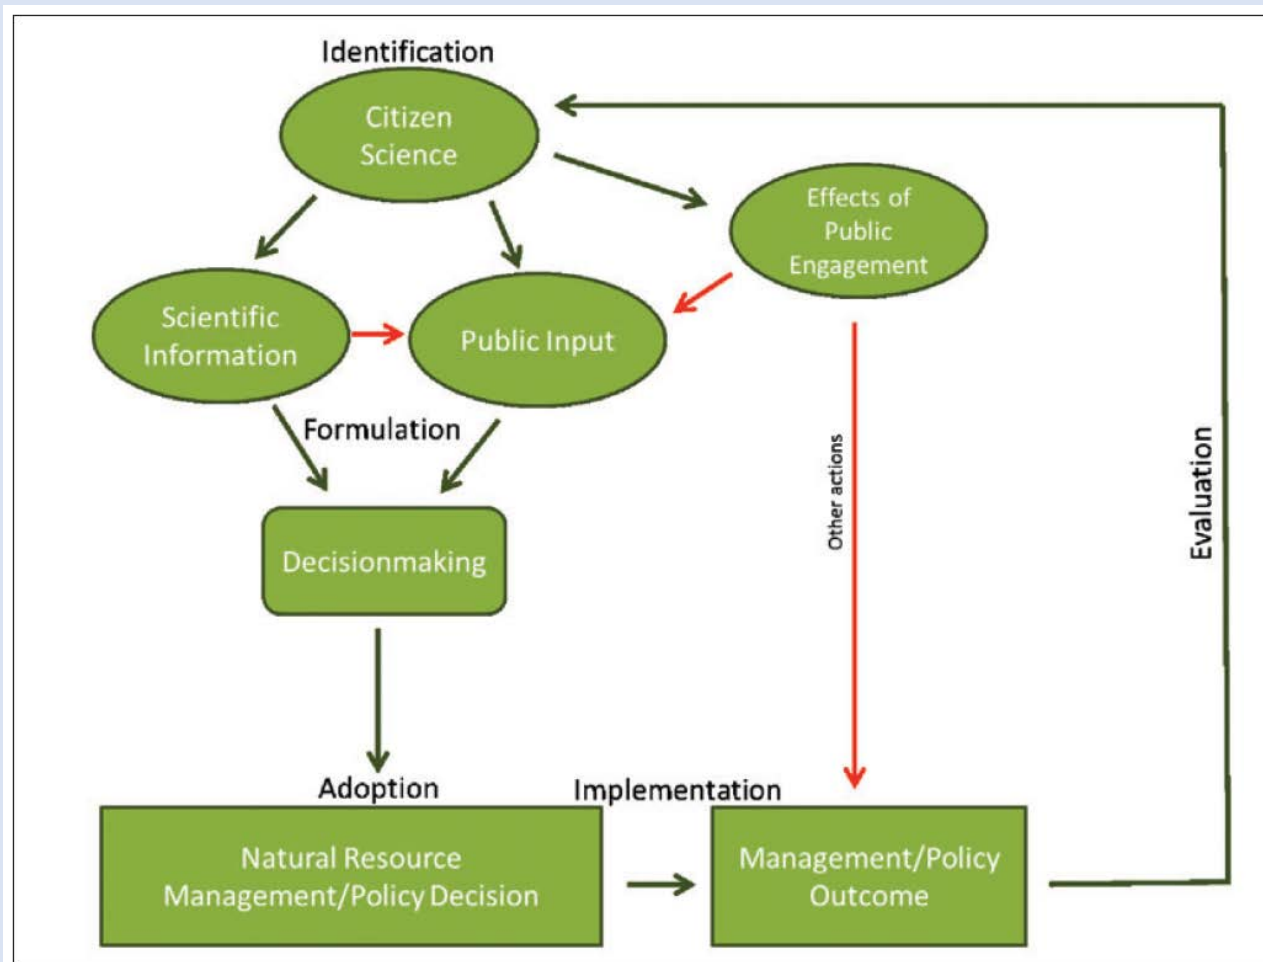 Identification
Citizen
Science
Effects of
Public
Engagement
Scientific
Information
Public Input
Formulation
Decisionmaking
Other actions
Evaluation
Adoption
Implementation
Natural Resource
Management/Policy Decision
Management/Policy
Outcome